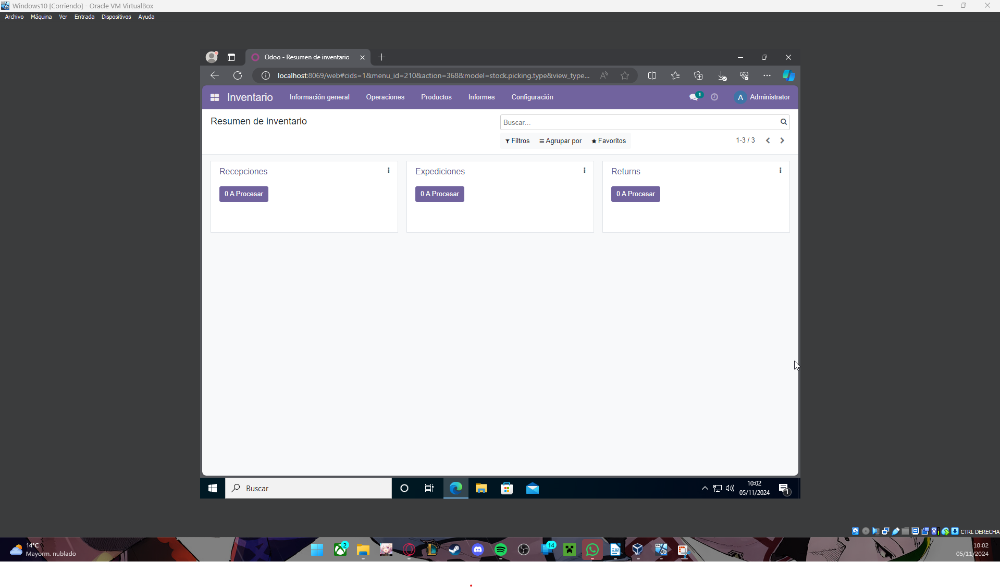 Windows10 [Corriendo] - Oracle VM VirtualBox
Archivo Máquina Ver Entrada Dispositivos Ayuda
Odoo - Resumen de inventario
localhost:8069/web#cids=1&menu_id=210&action=368&model=stock.picking.type&view_type...
Inventario Información general Operaciones Productos Informes Configuración 1 A Administrator
Resumen de inventario
Buscar...
Filtros Agrupar por Favoritos 1-3 / 3
Recepciones Expediciones Returns
0 A Procesar 0 A Procesar 0 A Procesar
Buscar
10:02
05/11/2024
1
CTRL DERECHA
14°C
Mayorm. nublado
2
14
10:02
05/11/2024